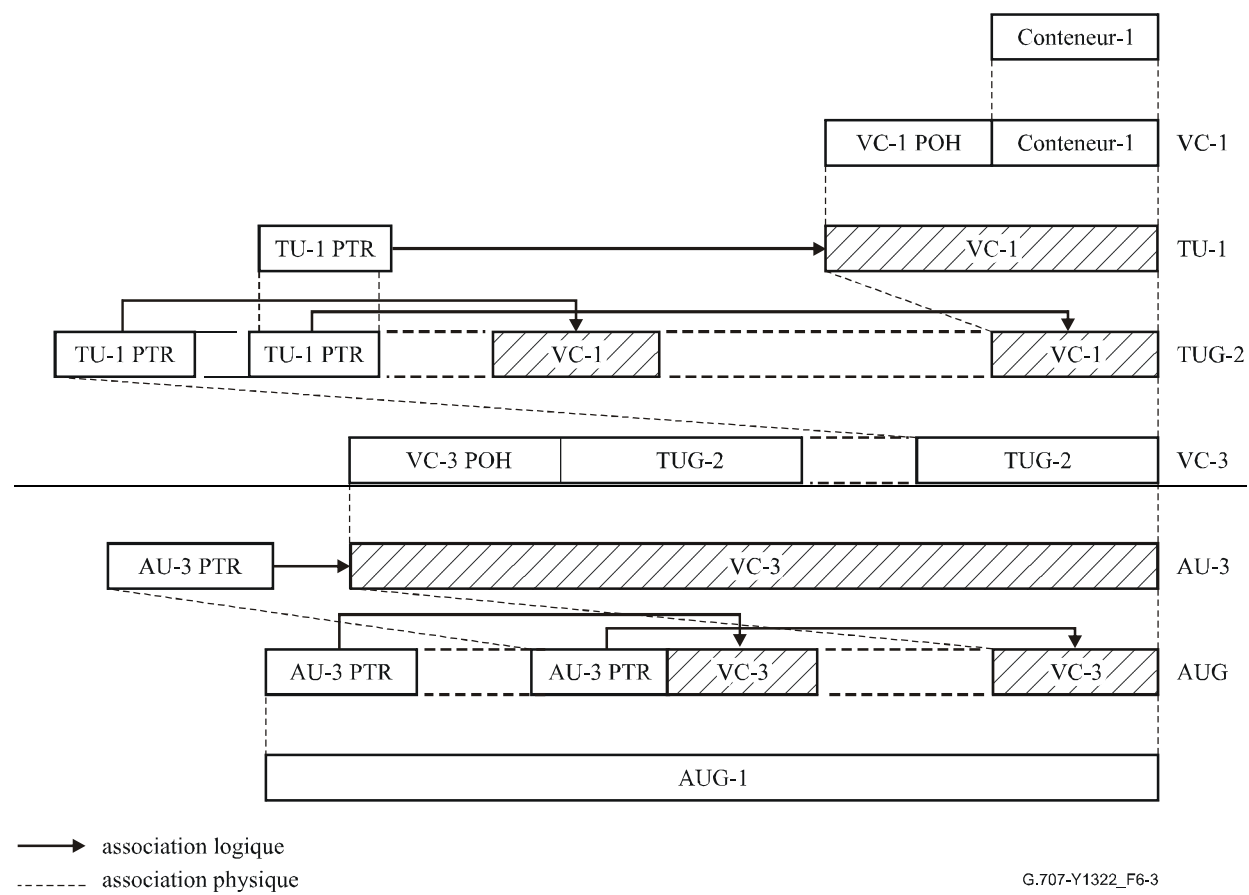 Conteneur-1
VC-1 POH Conteneur-1 VC-1
TU-1 PTR VC-1 TU-1
TU-1 PTR TU-1 PTR VC-1 VC-1 TUG-2
VC-3 POH TUG-2 TUG-2 VC-3
AU-3 PTR VC-3 AU-3
AU-3 PTR AU-3 PTR VC-3 VC-3 AUG
AUG-1
association logique
association physique
G.707-Y1322_F6-3